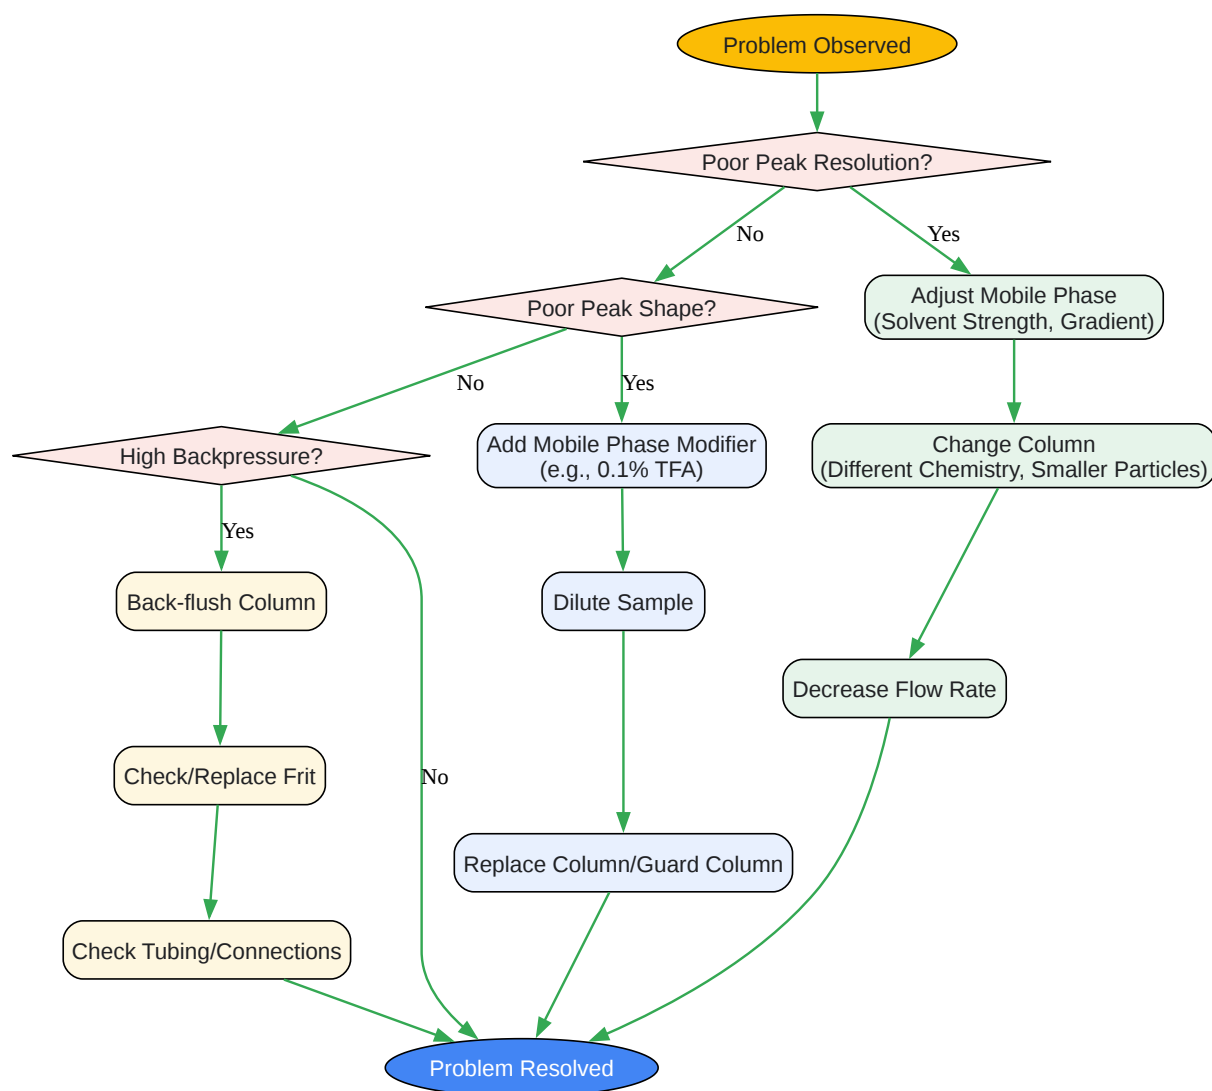 Problem Observed
Poor Peak Resolution?
No
Yes
Poor Peak Shape?
Adjust Mobile Phase
(Solvent Strength, Gradient)
No
Yes
High Backpressure?
Add Mobile Phase Modifier
(e.g., 0.1% TFA)
Change Column
(Different Chemistry, Smaller Particles)
Yes
Back-flush Column
Dilute Sample
Decrease Flow Rate
Check/Replace Frit
No
Replace Column/Guard Column
Check Tubing/Connections
Problem Resolved